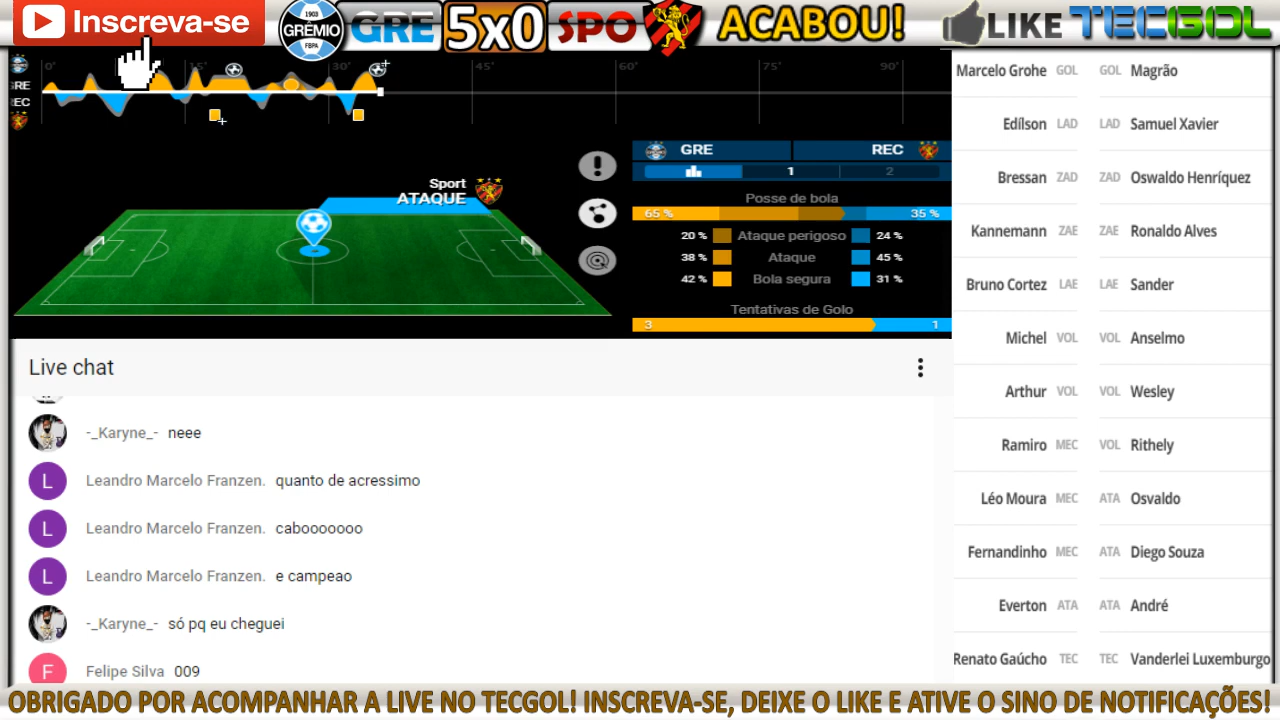 Inscreva-se
1903
GRÊMIO
FBPA
GRE 5x0 SPO
ACABOU!
LIKE TECGOL
0' 15' 30' 45' 60' 75' 90'
GRE
REC
Sport
ATAQUE
GRE REC
1 2
Posse de bola
65 % 35 %
20 % Ataque perigoso 24 %
38 % Ataque 45 %
42 % Bola segura 31 %
Tentativas de Golo
3 1
Live chat
-_Karyne_- neee
Leandro Marcelo Franzen. quanto de acressimo
Leandro Marcelo Franzen. cabooooooo
Leandro Marcelo Franzen. e campeao
-_Karyne_- só pq eu cheguei
F Felipe Silva 009
L
L
L
Marcelo Grohe GOL GOL Magrão
Edílson LAD LAD Samuel Xavier
Bressan ZAD ZAD Oswaldo Henríquez
Kannemann ZAE ZAE Ronaldo Alves
Bruno Cortez LAE LAE Sander
Michel VOL VOL Anselmo
Arthur VOL VOL Wesley
Ramiro MEC VOL Rithely
Léo Moura MEC ATA Osvaldo
Fernandinho MEC ATA Diego Souza
Everton ATA ATA André
Renato Gaúcho TEC TEC Vanderlei Luxemburgo
OBRIGADO POR ACOMPANHAR A LIVE NO TECGOL! INSCREVA-SE, DEIXE O LIKE E ATIVE O SINO DE NOTIFICAÇÕES!